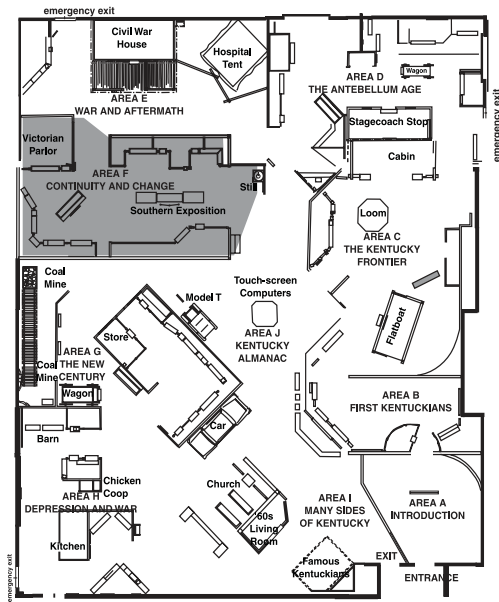 emergency exit
Civil War
House
Hospital
Tent
AREA E
WAR AND AFTERMATH
AREA D
THE ANTEBELLUM AGE
Wagon
emergency exit
Stagecoach Stop
Cabin
Victorian
Parlor
AREA F
CONTINUITY AND CHANGE
Still
Southern Exposition
Loom
AREA C
THE KENTUCKY
FRONTIER
Coal
Mine
Touch-screen
Computers
Model T
AREA J
KENTUCKY
ALMANAC
Flatboat
Store
AREA G
THE NEW
CENTURY
Coal
Mine
Wagon
AREA B
FIRST KENTUCKIANS
Car
Barn
Chicken
Coop
AREA H
DEPRESSION AND WAR
Church
'60s
Living
Room
AREA I
MANY SIDES
OF KENTUCKY
AREA A
INTRODUCTION
Kitchen
Famous
Kentuckians
EXIT
ENTRANCE
emergency exit